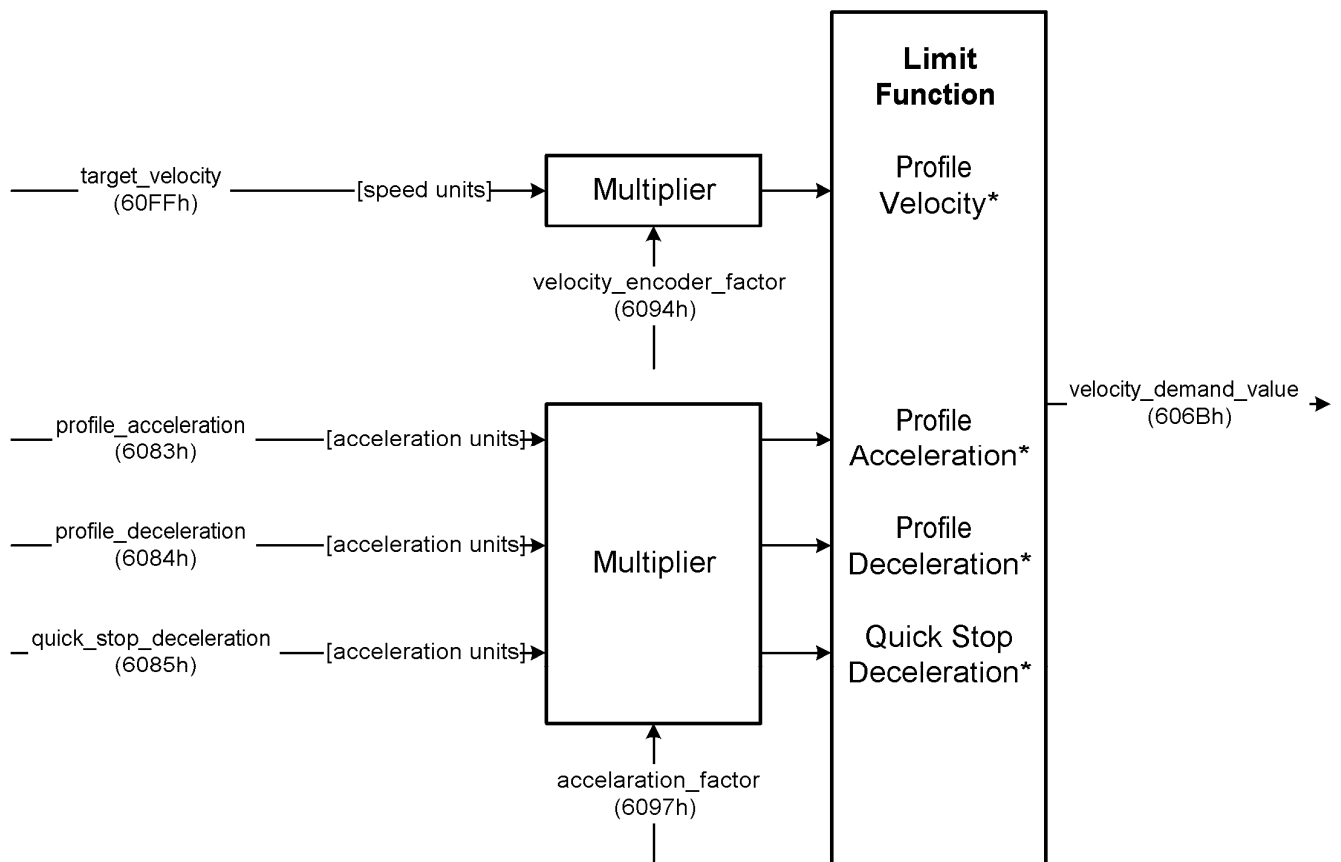 Limit
Function
target_velocity
(60FFh)
[speed units]
Multiplier
Profile
Velocity*
velocity_encoder_factor
(6094h)
velocity_demand_value
(606Bh)
profile_acceleration
(6083h)
[acceleration units]
Profile
Acceleration*
profile_deceleration
(6084h)
[acceleration units]
Multiplier
Profile
Deceleration*
quick_stop_deceleration
(6085h)
[acceleration units]
Quick Stop
Deceleration*
accelaration_factor
(6097h)